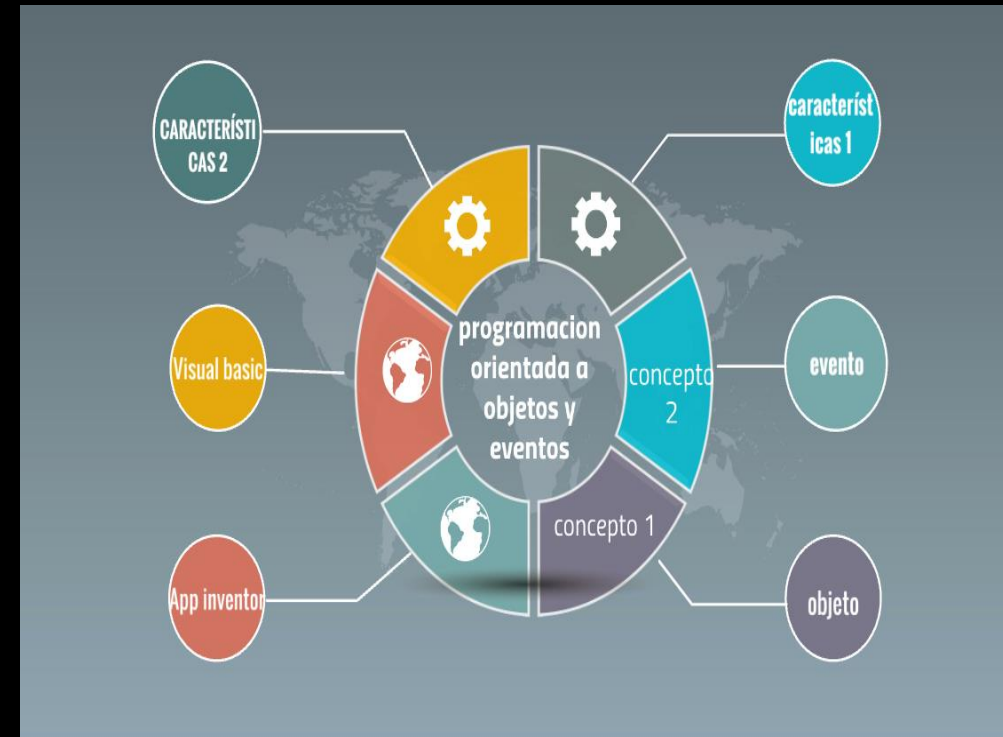 CARACTERÍSTI
CAS 2
característ
icas 1
programacion
orientada a
objetos y
eventos
Visual basic
concepto
2
evento
App inventor
concepto 1
objeto